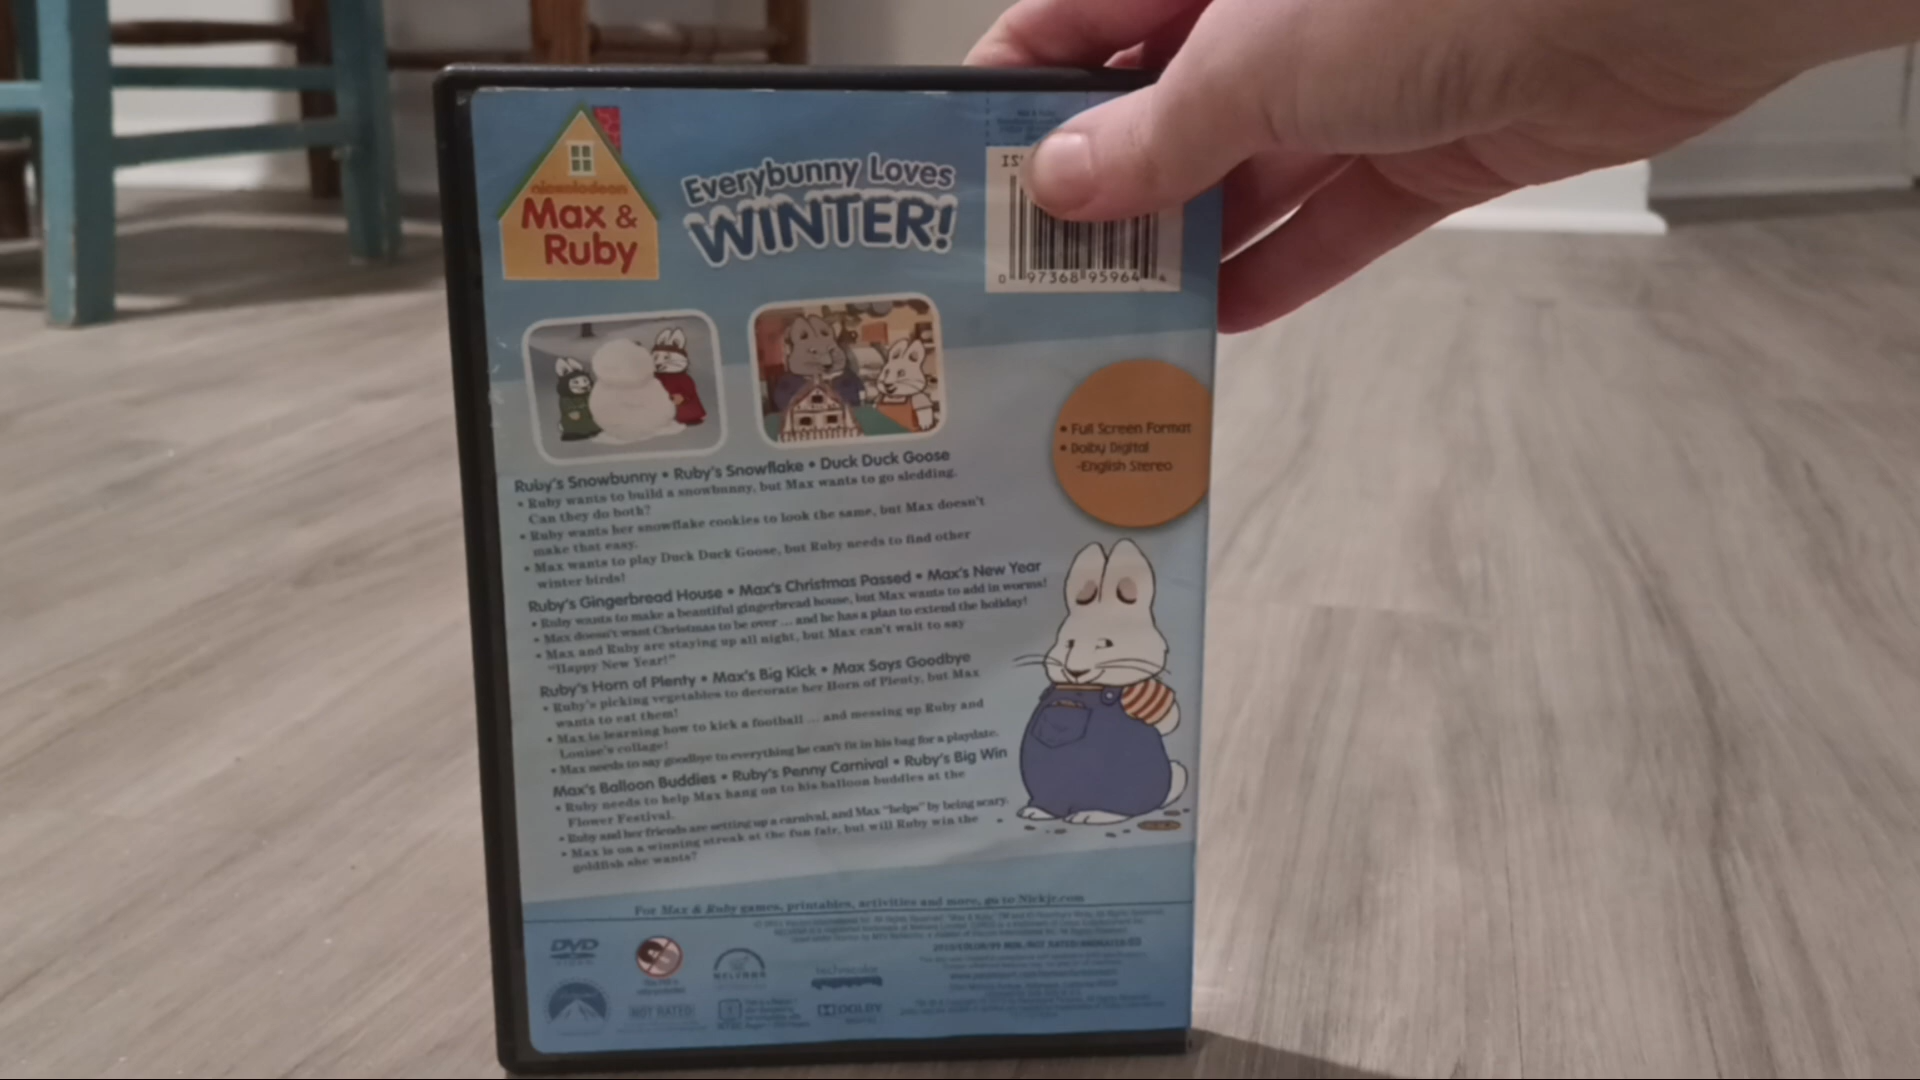 nickelodeon
Max &
Ruby
Everybunny Loves
WINTER!
0 97368 95964
• Full Screen Format
• Dolby Digital
-English Stereo
Ruby's Snowbunny • Ruby's Snowflake • Duck Duck Goose
• Ruby wants to build a snowbunny, but Max wants to go sledding.
Can they do both?
• Ruby wants her snowflake cookies to look the same, but Max doesn't
make that easy.
• Max wants to play Duck Duck Goose, but Ruby needs to find other
winter birds!
Ruby's Gingerbread House • Max's Christmas Passed • Max's New Year
• Ruby wants to make a beautiful gingerbread house, but Max wants to add in worms!
• Max doesn't want Christmas to be over ... and he has a plan to extend the holiday!
• Max and Ruby are staying up all night, but Max can't wait to say
"Happy New Year!"
Ruby's Horn of Plenty • Max's Big Kick • Max Says Goodbye
• Ruby's picking vegetables to decorate her Horn of Plenty, but Max
wants to eat them!
• Max is learning how to kick a football ... and messing up Ruby and
Louise's collage!
• Max needs to say goodbye to everything he can't fit in his bag for a playdate.
Max's Balloon Buddies • Ruby's Penny Carnival • Ruby's Big Win
• Ruby needs to help Max hang on to his balloon buddies at the
Flower Festival.
• Ruby and her friends are setting up a carnival, and Max "helps" by being scary.
• Max is on a winning streak at the fun fair, but will Ruby win the
goldfish she wants?
For Max & Ruby games, printables, activities and more, go to Nickjr.com
DVD
VIDEO
NELVANA
technicolor
NOT RATED
DOLBY